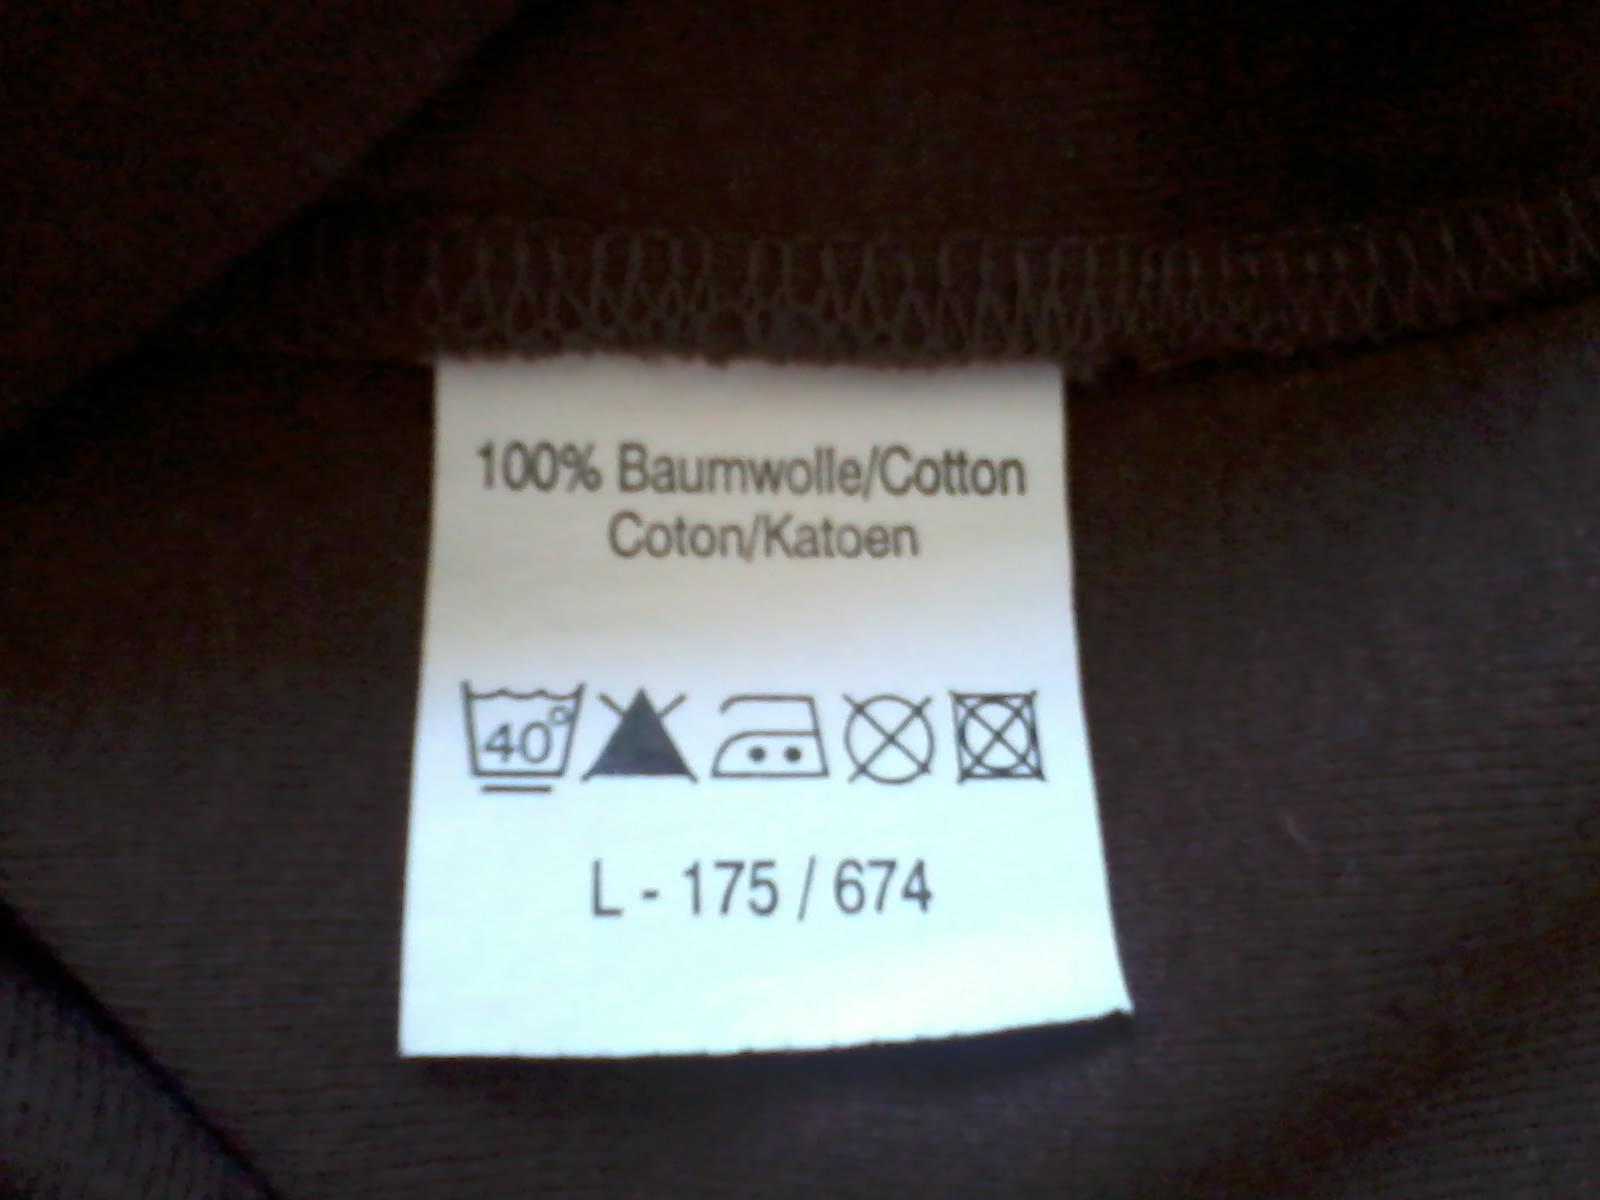 100% Baumwolle/Cotton
Coton/Katoen
40°
L - 175 / 674